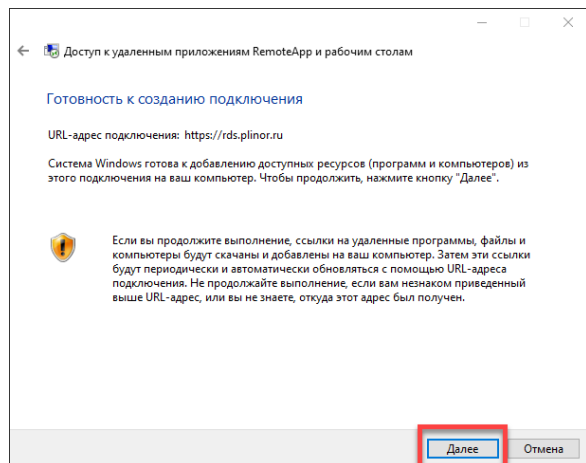 Доступ к удаленным приложениям RemoteApp и рабочим столам
Готовность к созданию подключения
URL-адрес подключения: https://rds.plinor.ru
Система Windows готова к добавлению доступных ресурсов (программ и компьютеров) из
этого подключения на ваш компьютер. Чтобы продолжить, нажмите кнопку "Далее".
Если вы продолжите выполнение, ссылки на удаленные программы, файлы и
компьютеры будут скачаны и добавлены на ваш компьютер. Затем эти ссылки
будут периодически и автоматически обновляться с помощью URL-адреса
подключения. Не продолжайте выполнение, если вам незнаком приведенный
выше URL-адрес, или вы не знаете, откуда этот адрес был получен.
Далее Отмена